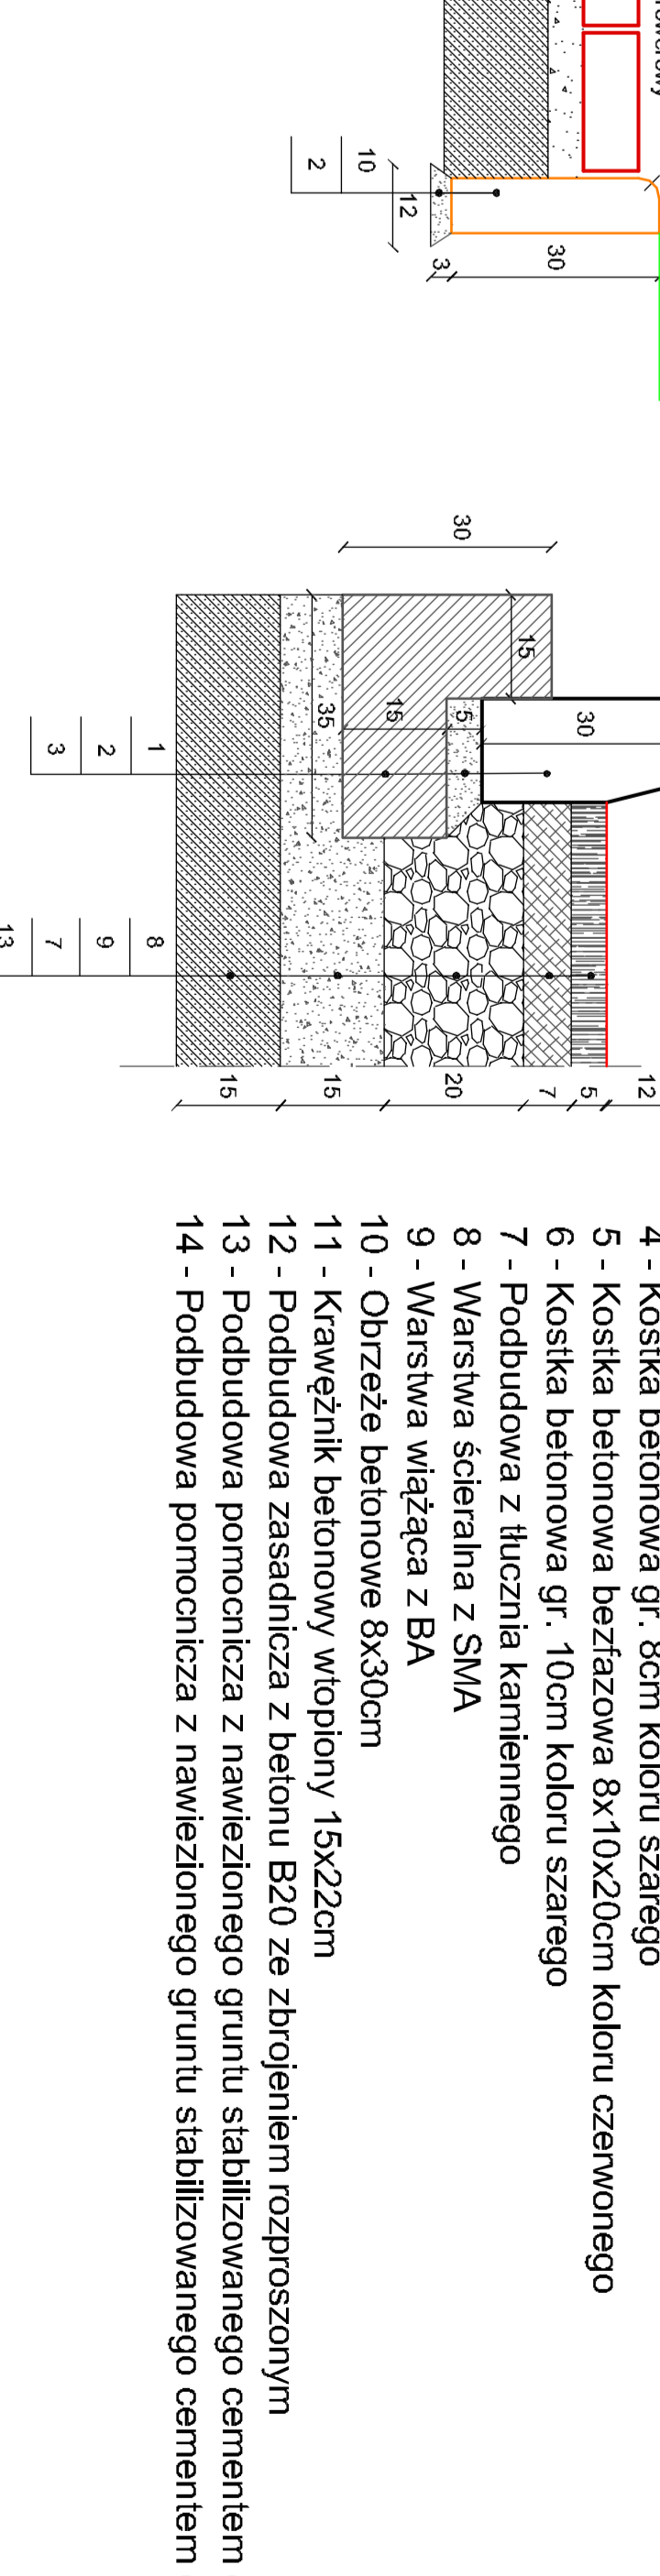 rowerowy
10
2
12
3
30
30
15
35
15
5
30
1
2
3
8
9
7
13
15
15
20
7
5
12
4 - Kostka betonowa gr. 8cm koloru szarego
5 - Kostka betonowa bezfazowa 8x10x20cm koloru czerwonego
6 - Kostka betonowa gr. 10cm koloru szarego
7 - Podbudowa z tłucznia kamiennego
8 - Warstwa ścieralna z SMA
9 - Warstwa wiążąca z BA
10 - Obrzeże betonowe 8x30cm
11 - Krawężnik betonowy wtopiony 15x22cm
12 - Podbudowa zasadnicza z betonu B20 ze zbrojeniem rozproszonym
13 - Podbudowa pomocnicza z nawiezionego gruntu stabilizowanego cementem
14 - Podbudowa pomocnicza z nawiezionego gruntu stabilizowanego cementem